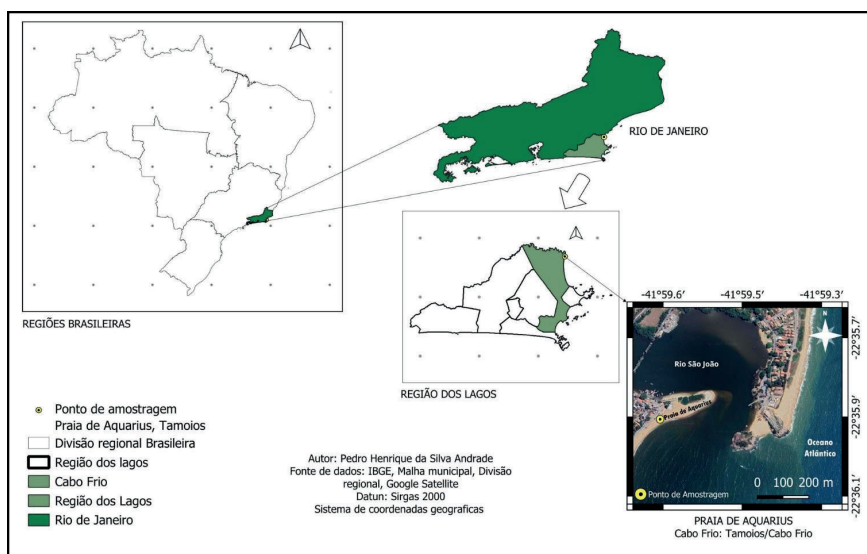 RIO DE JANEIRO
REGIÕES BRASILEIRAS
REGIÃO DOS LAGOS
-41°59.6' -41°59.5' -41°59.3'
-22°35.7'
-22°35.9'
-22°36.1'
N
Rio São João
Praia de Aquarius
Oceano
Atlântico
0 100 200 m
Ponto de Amostragem
PRAIA DE AQUARIUS
Cabo Frio: Tamoios/Cabo Frio
Ponto de amostragem
Praia de Aquarius, Tamoios
Divisão regional Brasileira
Região dos lagos
Cabo Frio
Região dos Lagos
Rio de Janeiro
Autor: Pedro Henrique da Silva Andrade
Fonte de dados: IBGE, Malha municipal, Divisão
regional, Google Satellite
Datun: Sirgas 2000
Sistema de coordenadas geograficas